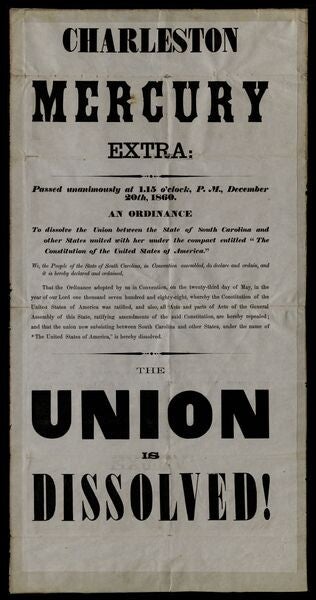 CHARLESTON
MERCURY
EXTRA:
Passed unanimously at 1.15 o'clock, P. M., December
20th, 1860.
AN ORDINANCE
To dissolve the Union between the State of South Carolina and
other States united with her under the compact entitled "The
Constitution of the United States of America."
We, the People of the State of South Carolina, in Convention assembled, do declare and ordain, and
it is hereby declared and ordained,
That the Ordinance adopted by us in Convention, on the twenty-third day of May, in the
year of our Lord one thousand seven hundred and eighty-eight, whereby the Constitution of the
United States of America was ratified, and also, all Acts and parts of Acts of the General
Assembly of this State, ratifying amendments of the said Constitution, are hereby repealed;
and that the union now subsisting between South Carolina and other States, under the name of
"The United States of America," is hereby dissolved.
THE
UNION
IS
DISSOLVED!